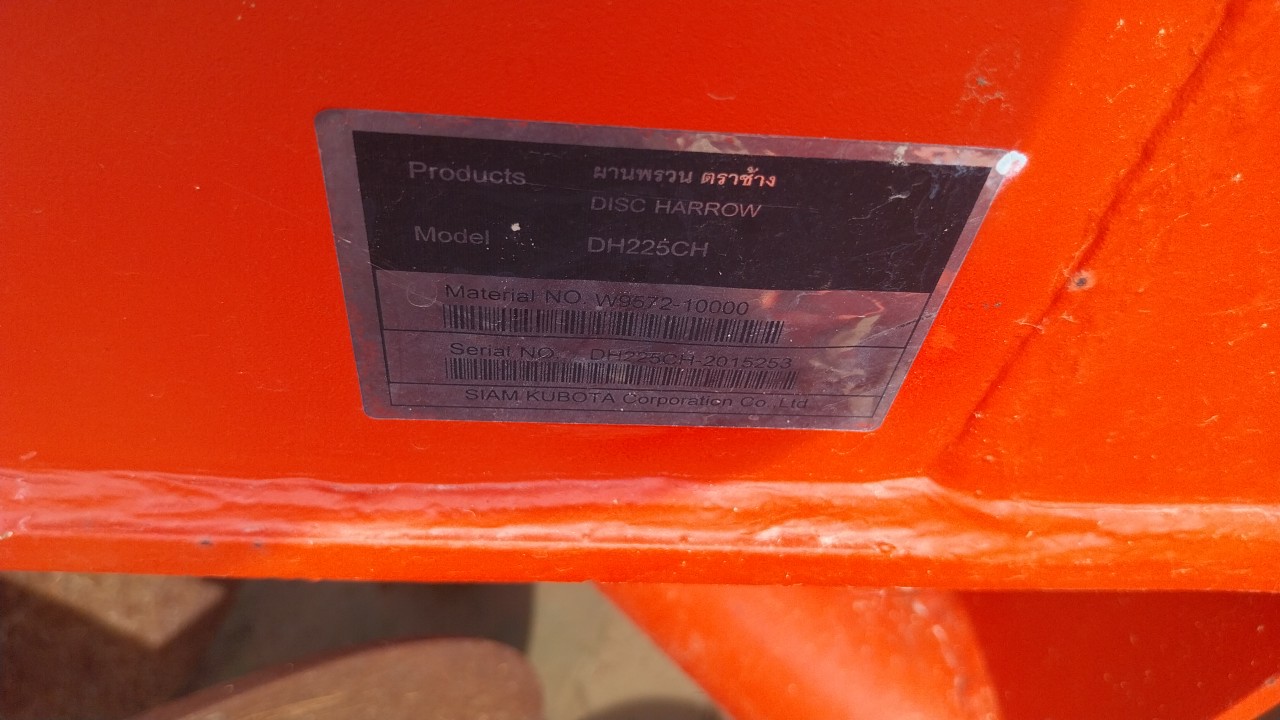 Products ผานพรวน ตราช้าง
DISC HARROW
Model DH225CH
Material NO. W9572-10000
Serial NO. DH225CH-2015253
SIAM KUBOTA Corporation Co.,Ltd